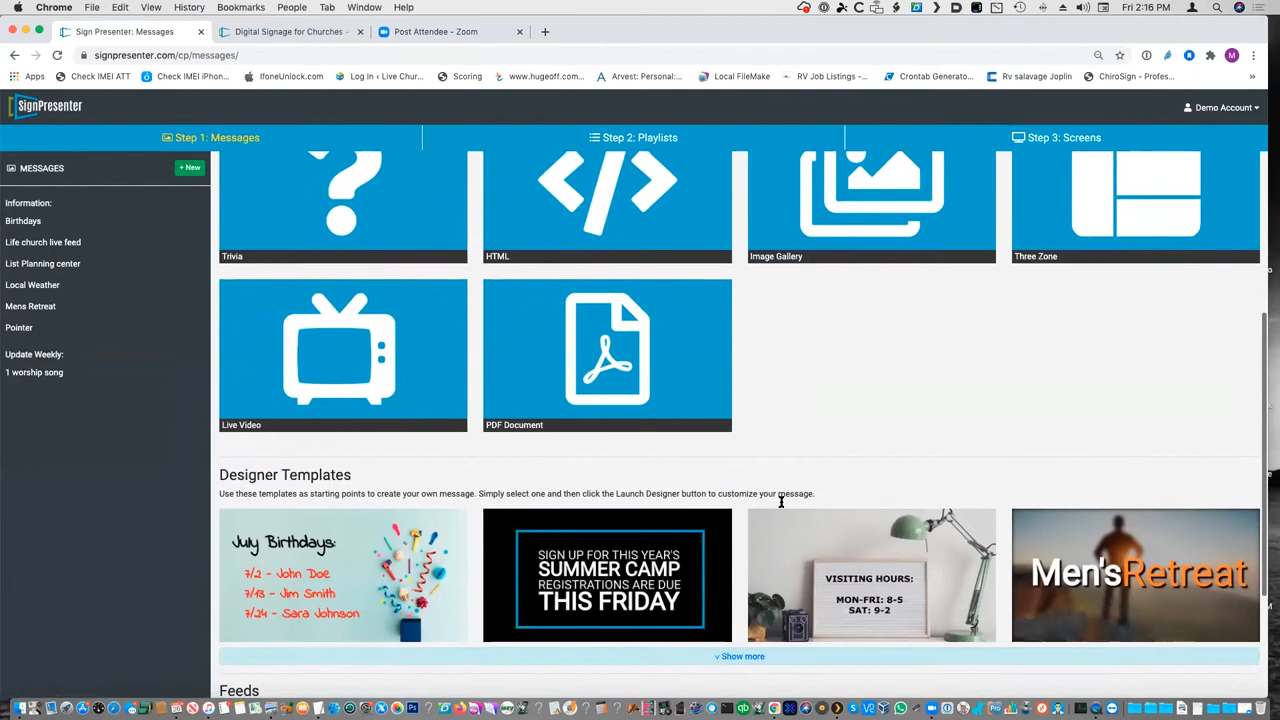 Chrome File Edit View History Bookmarks People Tab Window Help Fri 2:16 PM
Sign Presenter: Messages Digital Signage for Churches - Post Attendee - Zoom
signpresenter.com/cp/messages/
Apps Check IMEI ATT Check IMEI iPhon... IfoneUnlock.com Log In ‹ Live Chur... Scoring www.hugeoff.com... Arvest: Personal:... Local FileMake RV Job Listings -... Crontab Generato... Rv salavage Joplin ChiroSign - Profes...
SignPresenter Demo Account
Step 1: Messages Step 2: Playlists Step 3: Screens
MESSAGES + New
Information:
Birthdays
Life church live feed
List Planning center
Local Weather
Mens Retreat
Pointer
Update Weekly:
1 worship song
Trivia HTML Image Gallery Three Zone
Live Video PDF Document
Designer Templates
Use these templates as starting points to create your own message. Simply select one and then click the Launch Designer button to customize your message.
July Birthdays:
7/2 - John Doe
7/13 - Jim Smith
7/24 - Sara Johnson
SIGN UP FOR THIS YEAR'S
SUMMER CAMP
REGISTRATIONS ARE DUE
THIS FRIDAY
VISITING HOURS:
MON-FRI: 8-5
SAT: 9-2
Men'sRetreat
Show more
Feeds